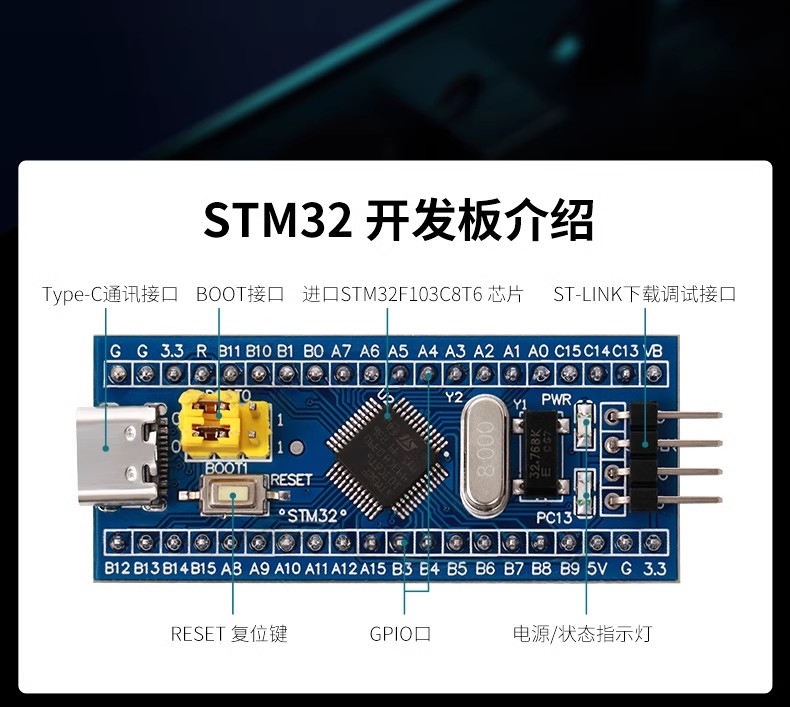 STM32 开发板介绍
Type-C通讯接口 BOOT接口 进口STM32F103C8T6 芯片 ST-LINK下载调试接口
G G 3.3 R B11 B10 B1 B0 A7 A6 A5 A4 A3 A2 A1 A0 C15 C14 C13 VB
Y2 Y1 PWR
0 1
8.000
32.768K
0 1
BOOT1
RESET
°STM32°
PC13
B12 B13 B14 B15 A8 A9 A10 A11 A12 A15 B3 B4 B5 B6 B7 B8 B9 5V G 3.3
RESET 复位键 GPIO口 电源/状态指示灯